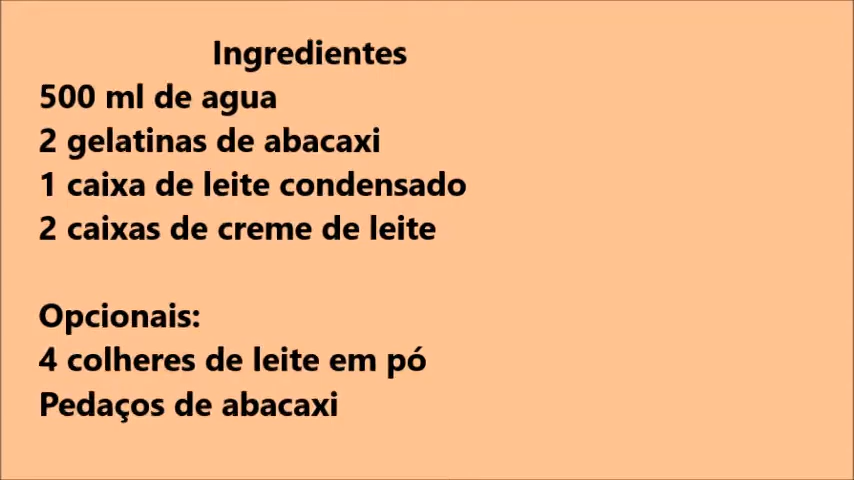 Ingredientes
500 ml de agua
2 gelatinas de abacaxi
1 caixa de leite condensado
2 caixas de creme de leite
Opcionais:
4 colheres de leite em pó
Pedaços de abacaxi